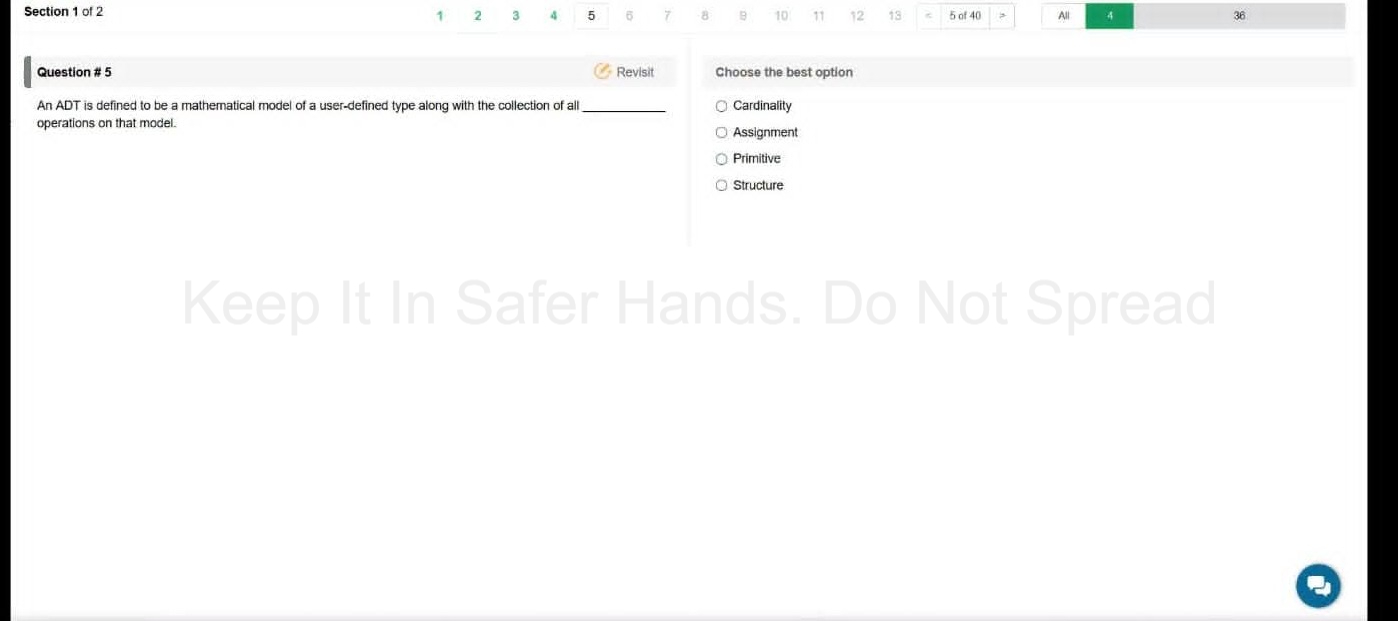 Section 1 of 2
1 2 3 4 5 6 7 8 9 10 11 12 13 < 5 of 40 > All 4 36
Question # 5
Revisit
An ADT is defined to be a mathematical model of a user-defined type along with the collection of all ____________
operations on that model.
Choose the best option
Cardinality
Assignment
Primitive
Structure
Keep It In Safer Hands. Do Not Spread